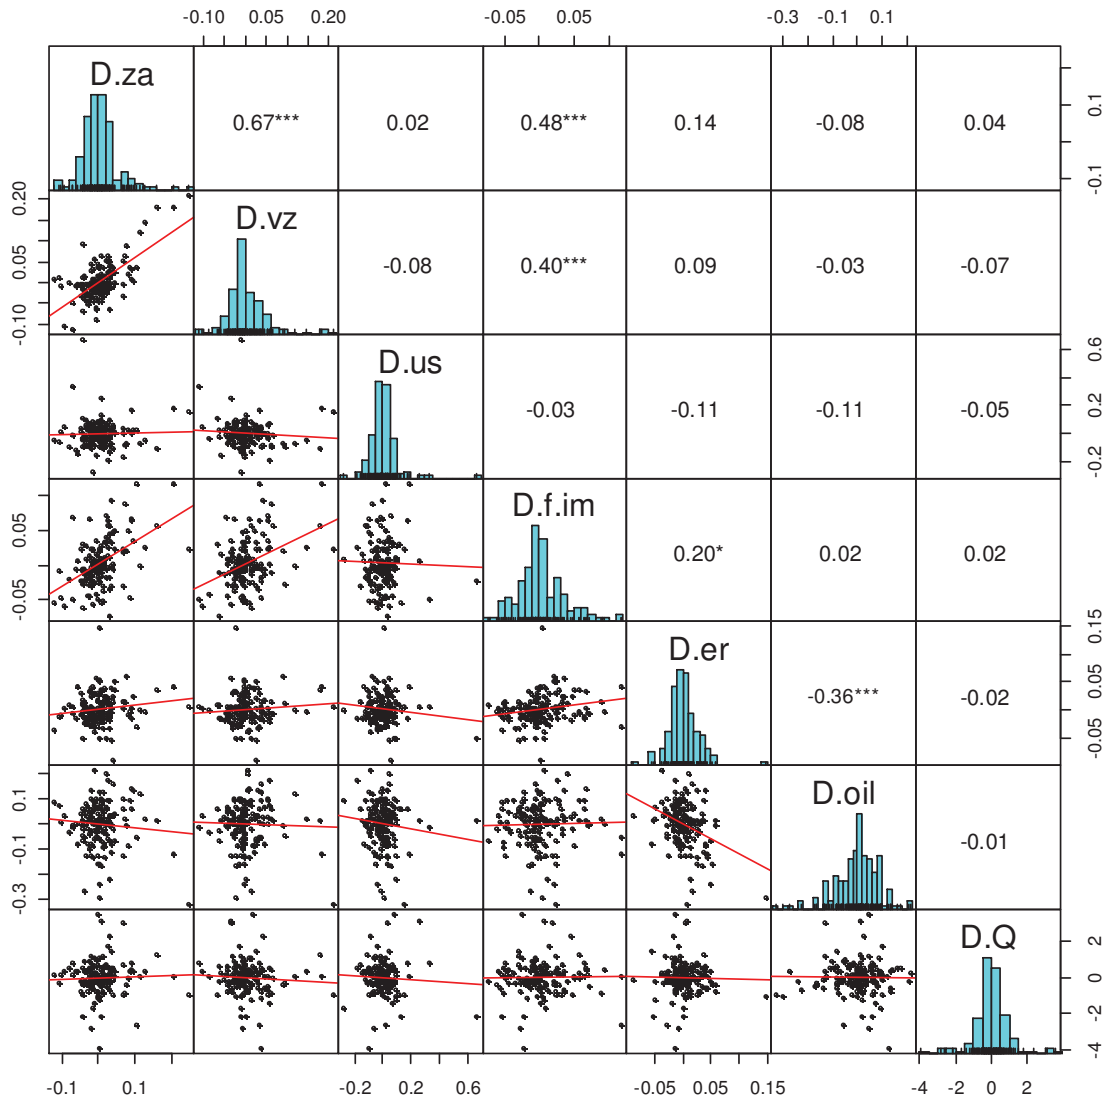 -0.10 0.05 0.20 -0.05 0.05 -0.3 -0.1 0.1
D.za 0.67*** 0.02 0.48*** 0.14 -0.08 0.04
-0.1 0.1
D.vz -0.08 0.40*** 0.09 -0.03 -0.07
-0.10 0.05 0.20
D.us -0.03 -0.11 -0.11 -0.05
-0.2 0.2 0.6
D.f.im 0.20* 0.02 0.02
-0.05 0.05
D.er -0.36*** -0.02
-0.05 0.05 0.15
D.oil -0.01
-0.3 -0.1 0.1
D.Q
-4 -2 0 2
-0.1 0.1 -0.2 0.2 0.6 -0.05 0.05 0.15 -4 -2 0 2